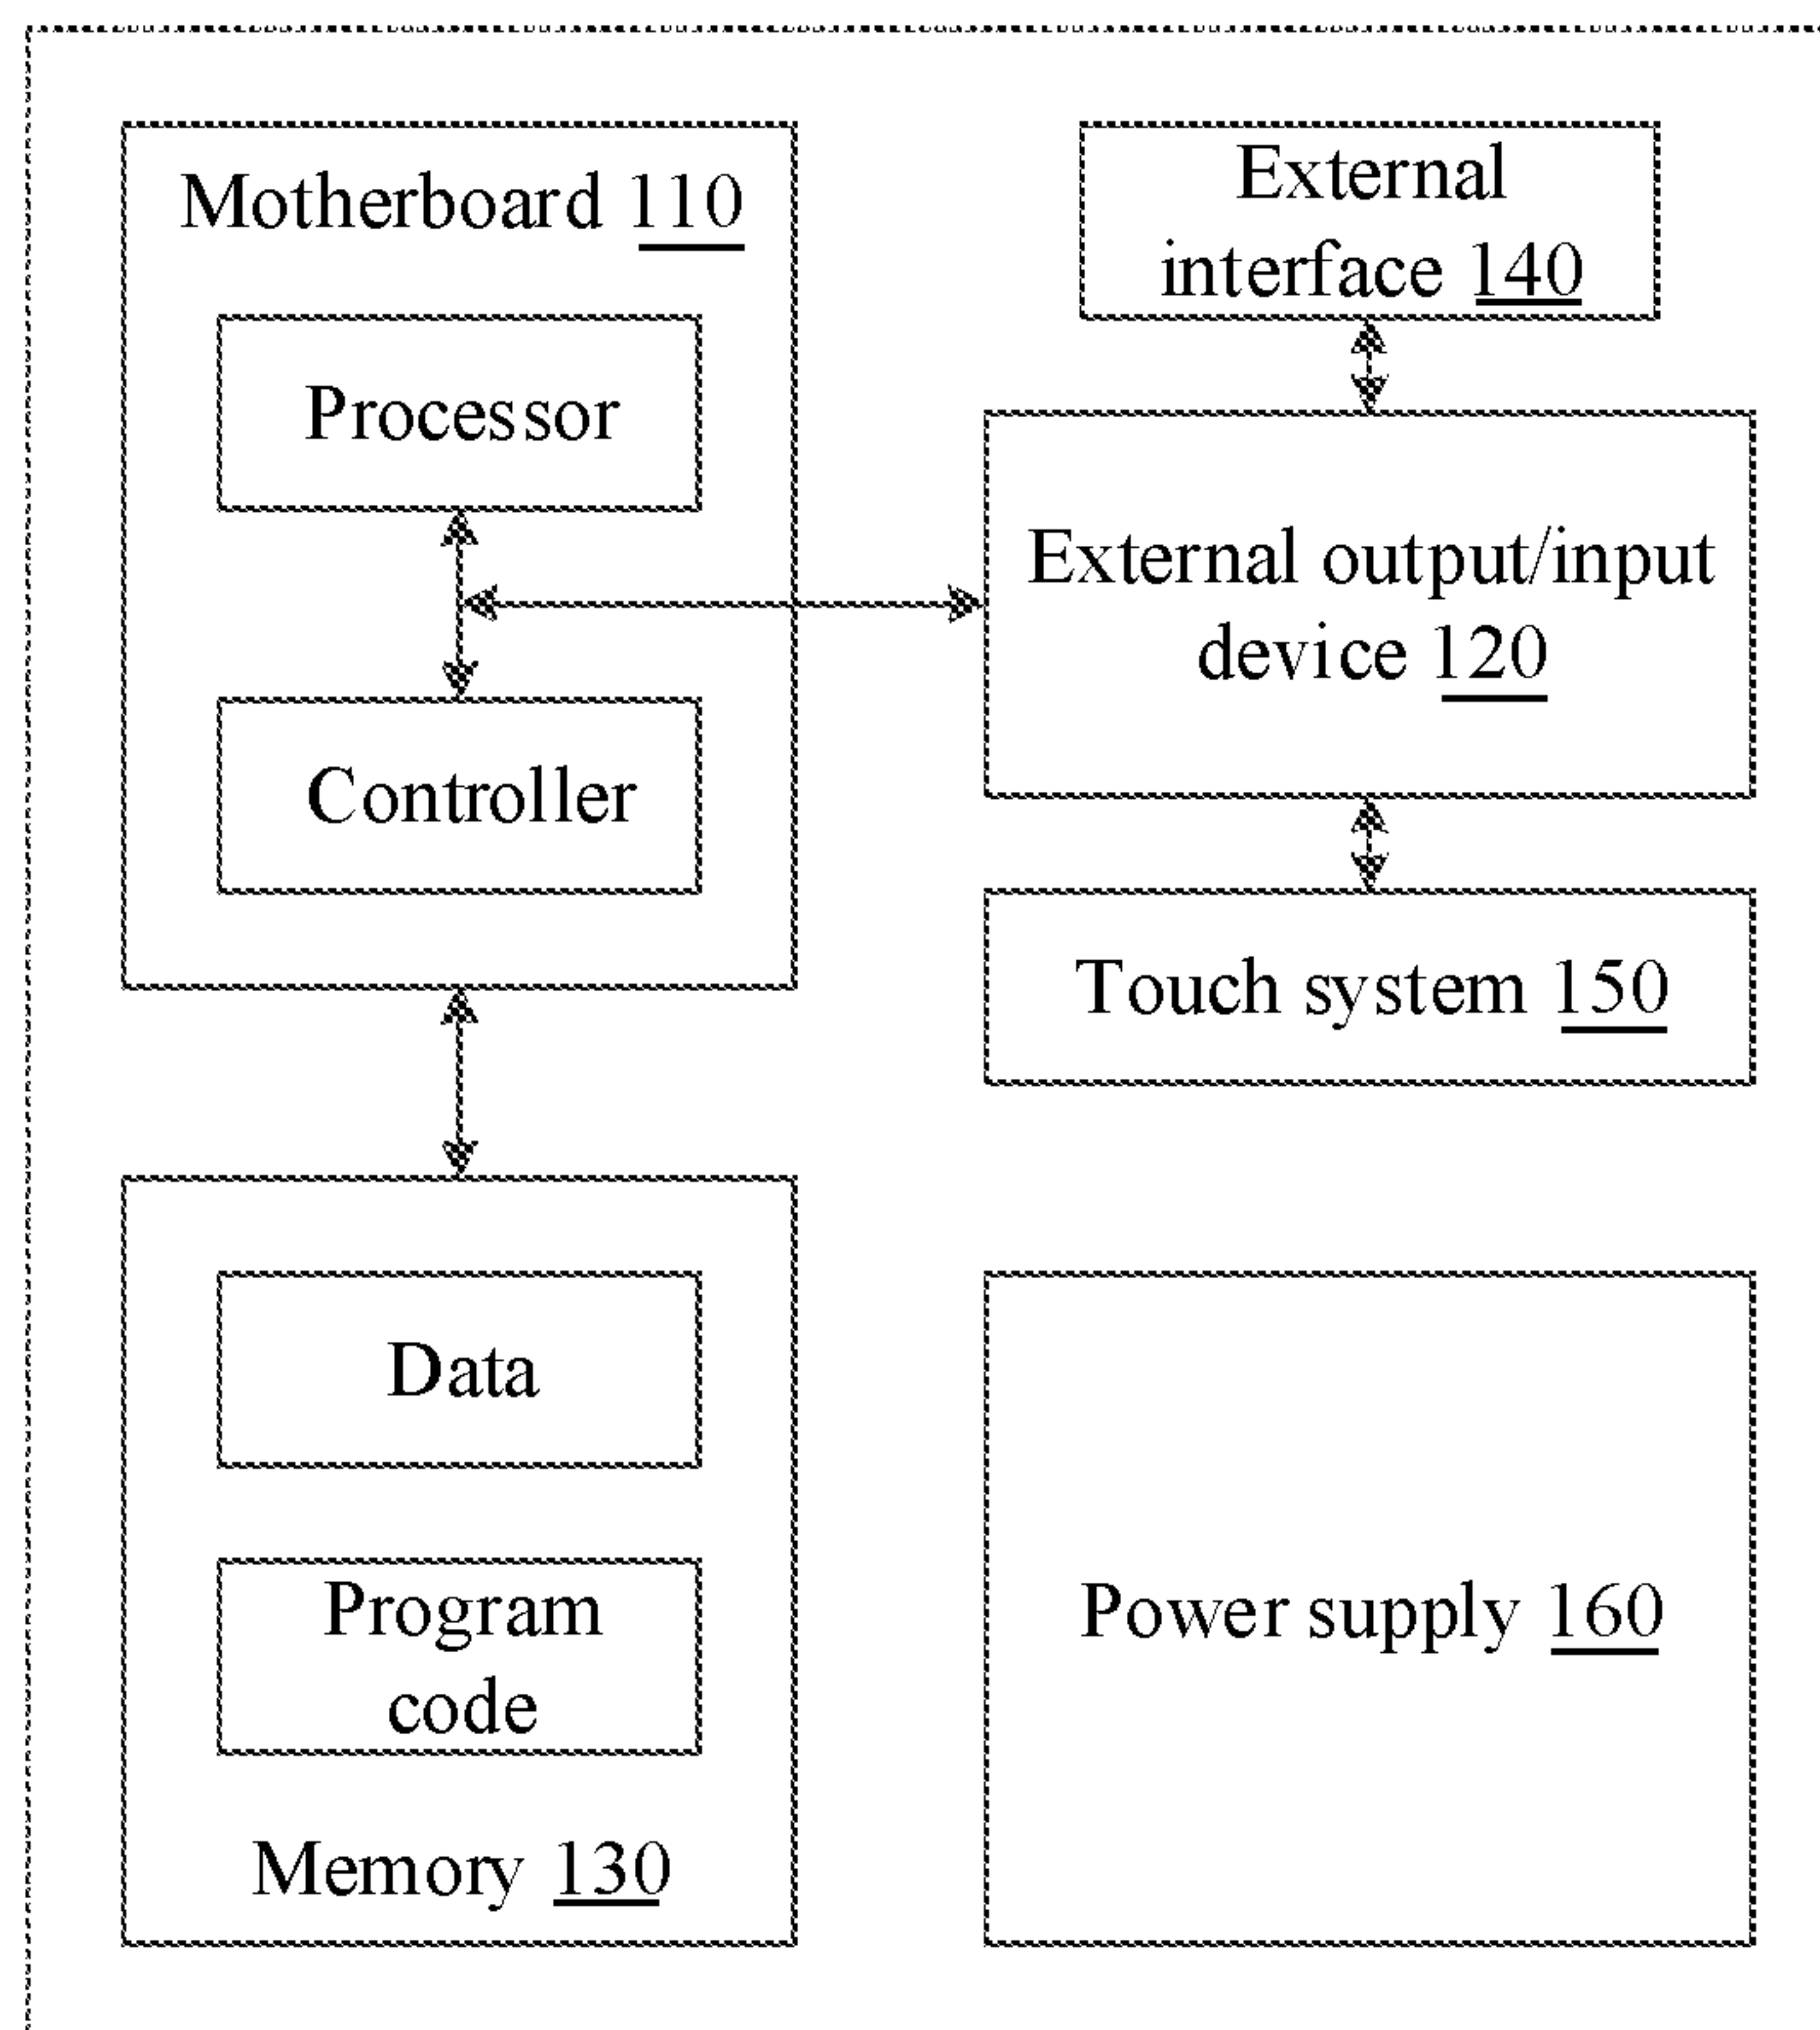 Motherboard 110
Processor
Controller
External
interface 140
External output/input
device 120
Touch system 150
Data
Program
code
Memory 130
Power supply 160